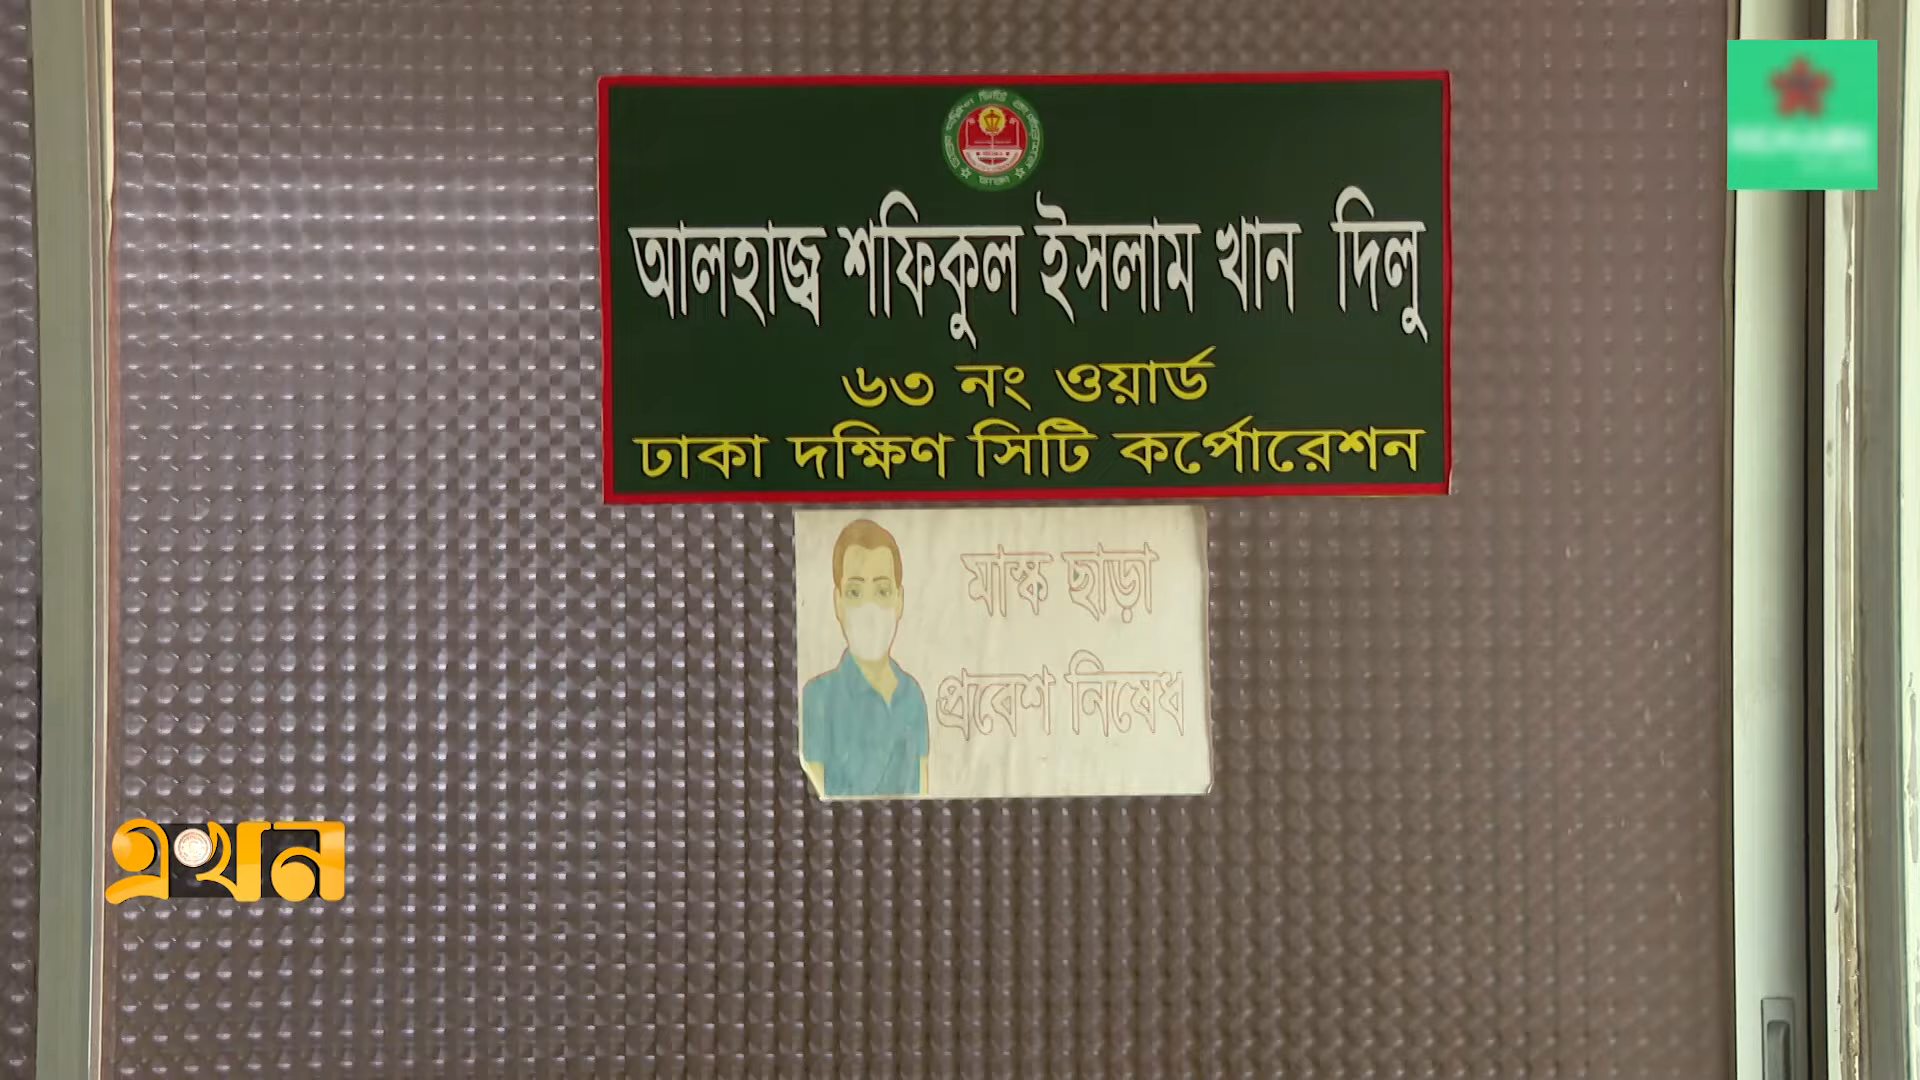 আলহাজ্ব শফিকুল ইসলাম খান দিলু
৬৩ নং ওয়ার্ড
ঢাকা দক্ষিণ সিটি কর্পোরেশন
মাস্ক ছাড়া
প্রবেশ নিষেধ
এখন